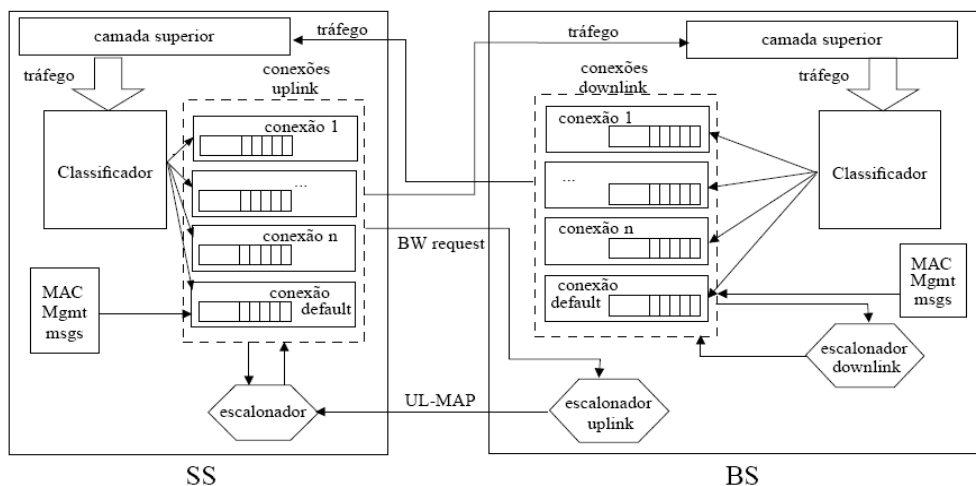 camada superior
tráfego
Classificador
conexões
uplink
conexão 1
...
conexão n
conexão
default
MAC
Mgmt
msgs
escalonador
SS
tráfego
tráfego
BW request
UL-MAP
camada superior
tráfego
conexões
downlink
conexão 1
...
conexão n
conexão
default
Classificador
MAC
Mgmt
msgs
escalonador
downlink
escalonador
uplink
BS